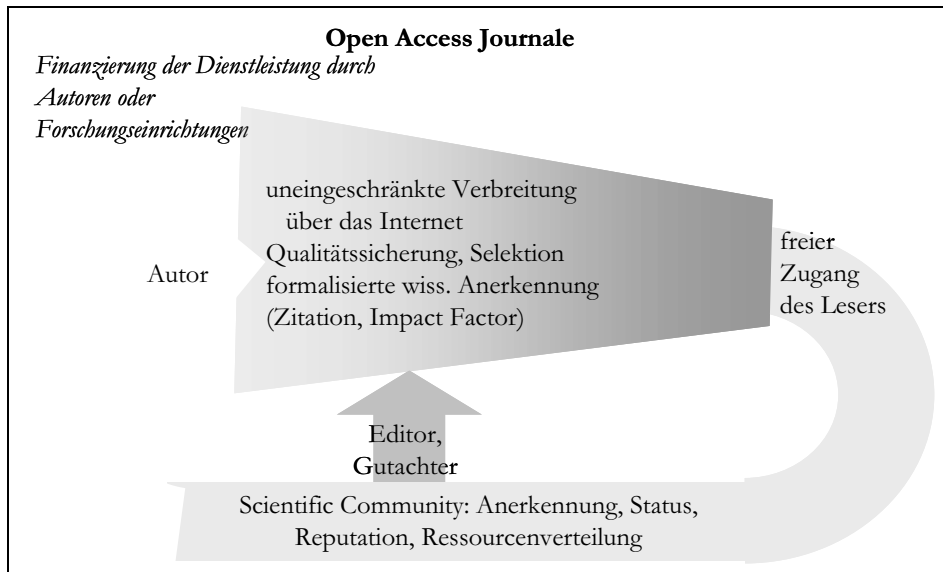 Open Access Journale
Finanzierung der Dienstleistung durch
Autoren oder
Forschungseinrichtungen
uneingeschränkte Verbreitung
über das Internet
Qualitätssicherung, Selektion
formalisierte wiss. Anerkennung
(Zitation, Impact Factor)
Autor
freier
Zugang
des Lesers
Editor,
Gutachter
Scientific Community: Anerkennung, Status,
Reputation, Ressourcenverteilung